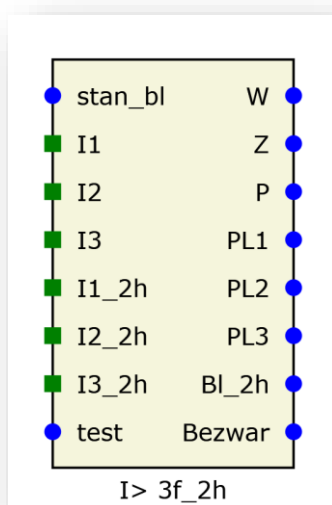 stan_bl W
I1 Z
I2 P
I3 PL1
I1_2h PL2
I2_2h PL3
I3_2h Bl_2h
test Bezwar
I> 3f_2h